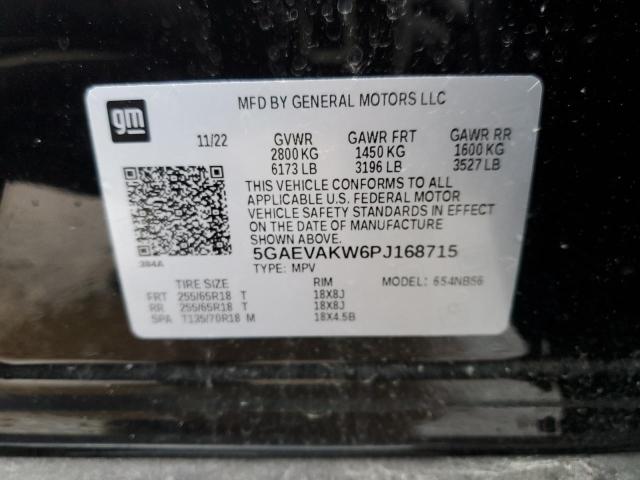 gm
MFD BY GENERAL MOTORS LLC
11/22 GVWR GAWR FRT GAWR RR
2800 KG 1450 KG 1600 KG
6173 LB 3196 LB 3527 LB
THIS VEHICLE CONFORMS TO ALL
APPLICABLE U.S. FEDERAL MOTOR
VEHICLE SAFETY STANDARDS IN
EFFECT ON THE DATE OF MANUFACTURE
SHOWN ABOVE.
384A
5GAEVAKW6PJ168715
TYPE: MPV MODEL: 654NB56
TIRE SIZE RIM
FRT 255/65R18 T 18X8J
RR 255/65R18 T 18X8J
SPA T135/70R18 M 18X4.5B